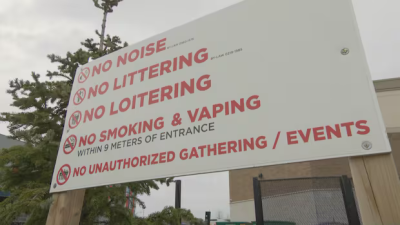 NO NOISE
NO LITTERING
NO LOITERING
NO SMOKING & VAPING
WITHIN 9 METERS OF ENTRANCE
NO UNAUTHORIZED GATHERING / EVENTS